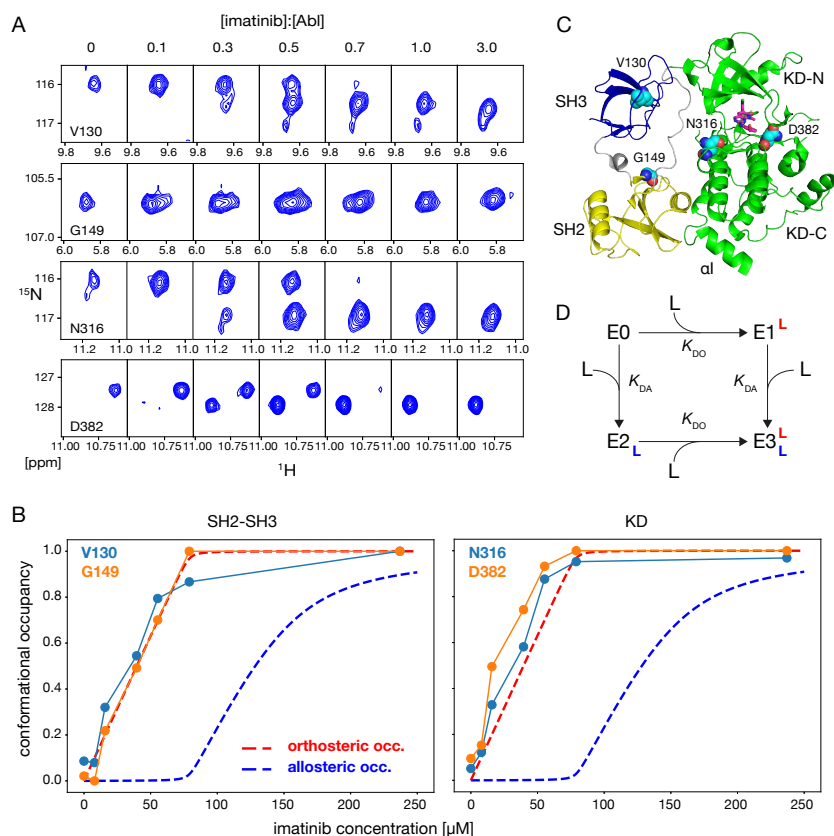 A
[imatinib]:[Abl]
0 0.1 0.3 0.5 0.7 1.0 3.0
116
117
V130
9.8 9.6 9.8 9.6 9.8 9.6 9.8 9.6 9.8 9.6 9.8 9.6 9.8 9.6
105.5
107.0
G149
6.0 5.8 6.0 5.8 6.0 5.8 6.0 5.8 6.0 5.8 6.0 5.8 6.0 5.8
15N
116
117
N316
11.2 11.0 11.2 11.0 11.2 11.0 11.2 11.0 11.2 11.0 11.2 11.0 11.2 11.0
127
128
D382
11.00 10.75 11.00 10.75 11.00 10.75 11.00 10.75 11.00 10.75 11.00 10.75 11.00 10.75
[ppm]
1H
C
V130
SH3
KD-N
N316
D382
G149
SH2
KD-C
αI
D
L
E0 E1 L
KDO
L KDA KDA L
KDO
E2 L E3 L L
L
B
SH2-SH3
V130
G149
conformational occupancy
1.0
0.8
0.6
0.4
0.2
0.0
orthosteric occ.
allosteric occ.
0 50 100 150 200 250
imatinib concentration [µM]
KD
N316
D382
0 50 100 150 200 250
imatinib concentration [µM]